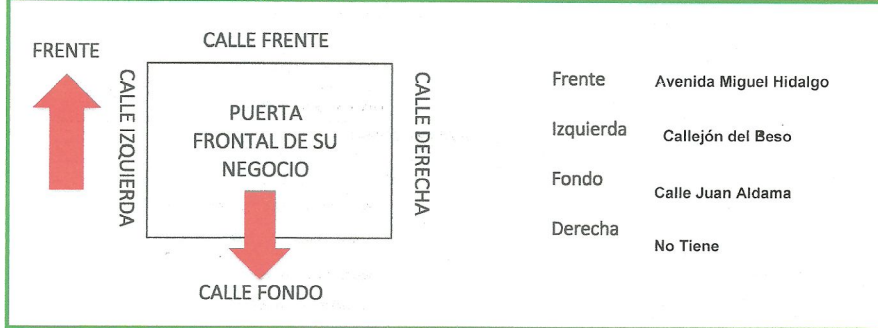 FRENTE
CALLE FRENTE
CALLE IZQUIERDA
PUERTA
FRONTAL DE SU
NEGOCIO
CALLE DERECHA
CALLE FONDO
Frente Avenida Miguel Hidalgo
Izquierda Callejón del Beso
Fondo Calle Juan Aldama
Derecha No Tiene